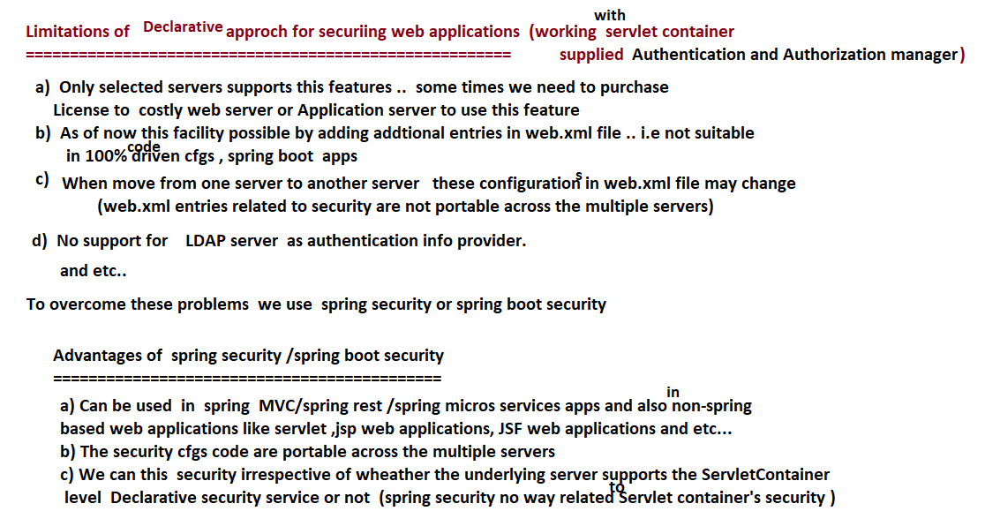 Limitations of Declarative approch for securiing web applications (working with servlet container
======================================================= supplied Authentication and Authorization manager)
a) Only selected servers supports this features .. some times we need to purchase
License to costly web server or Application server to use this feature
b) As of now this facility possible by adding addtional entries in web.xml file .. i.e not suitable
in 100% code driven cfgs , spring boot apps
c) When move from one server to another server these configurations in web.xml file may change
(web.xml entries related to security are not portable across the multiple servers)
d) No support for LDAP server as authentication info provider.
and etc..
To overcome these problems we use spring security or spring boot security
Advantages of spring security /spring boot security
============================================
a) Can be used in spring MVC/spring rest /spring micros services apps and also in non-spring
based web applications like servlet ,jsp web applications, JSF web applications and etc...
b) The security cfgs code are portable across the multiple servers
c) We can this security irrespective of wheather the underlying server supports the ServletContainer
level Declarative security service or not (spring security no way related to Servlet container's security )